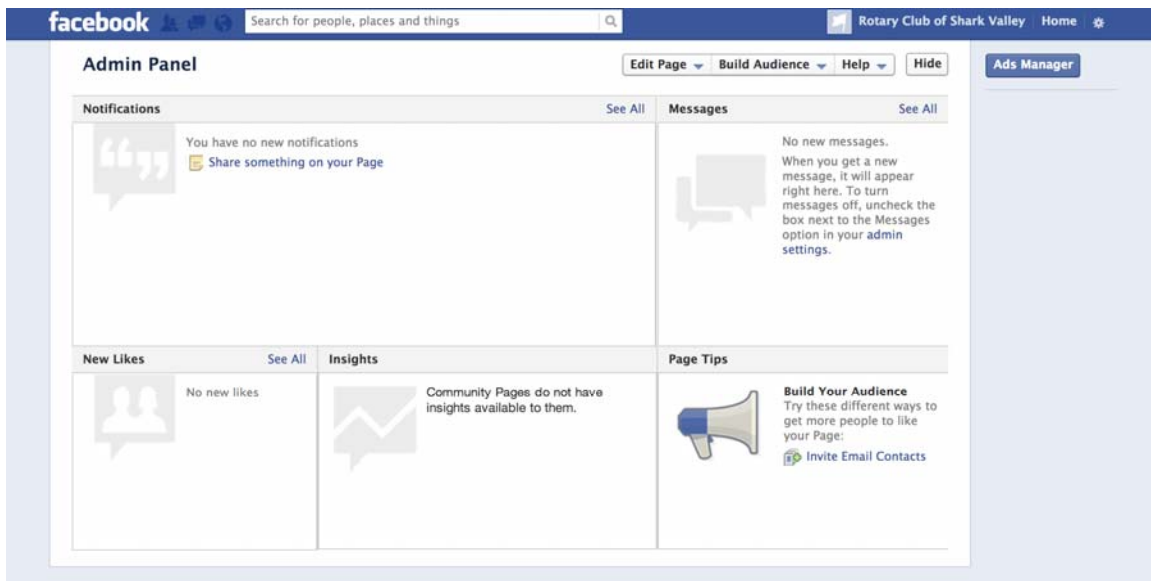 facebook Search for people, places and things Rotary Club of Shark Valley Home
Admin Panel Edit Page Build Audience Help Hide Ads Manager
Notifications See All
You have no new notifications
Share something on your Page
Messages See All
No new messages.
When you get a new
message, it will appear
right here. To turn
messages off, uncheck the
box next to the Messages
option in your admin
settings.
New Likes See All
No new likes
Insights
Community Pages do not have
insights available to them.
Page Tips
Build Your Audience
Try these different ways to
get more people to like
your Page:
Invite Email Contacts